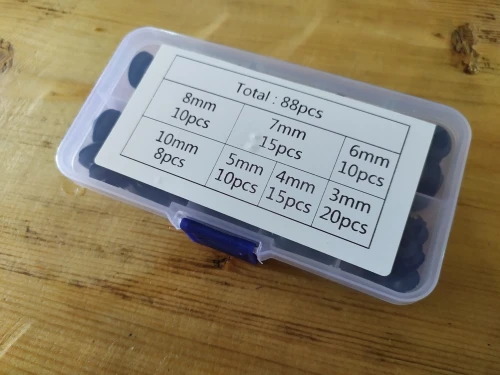 Total : 88pcs
8mm
10pcs
7mm
15pcs
6mm
10pcs
10mm
8pcs
5mm
10pcs
4mm
15pcs
3mm
20pcs